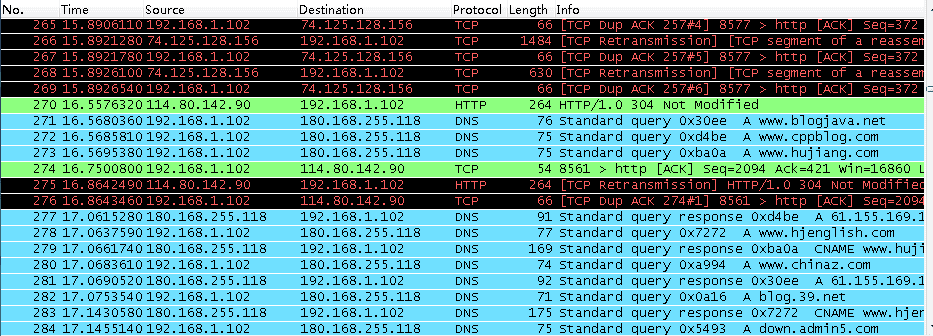 No. Time Source Destination Protocol Length Info
265 15.8906110 192.168.1.102 74.125.128.156 TCP 66 [TCP Dup ACK 257#4] 8577 > http [ACK] Seq=372
266 15.8921280 74.125.128.156 192.168.1.102 TCP 1484 [TCP Retransmission] [TCP segment of a reassem
267 15.8921780 192.168.1.102 74.125.128.156 TCP 66 [TCP Dup ACK 257#5] 8577 > http [ACK] Seq=372
268 15.8926100 74.125.128.156 192.168.1.102 TCP 630 [TCP Retransmission] [TCP segment of a reassem
269 15.8926540 192.168.1.102 74.125.128.156 TCP 66 [TCP Dup ACK 257#6] 8577 > http [ACK] Seq=372
270 16.5576320 114.80.142.90 192.168.1.102 HTTP 264 HTTP/1.0 304 Not Modified
271 16.5680360 192.168.1.102 180.168.255.118 DNS 76 Standard query 0x30ee A www.blogjava.net
272 16.5685810 192.168.1.102 180.168.255.118 DNS 75 Standard query 0xd4be A www.cppblog.com
273 16.5695380 192.168.1.102 180.168.255.118 DNS 75 Standard query 0xba0a A www.hujiang.com
274 16.7500800 192.168.1.102 114.80.142.90 TCP 54 8561 > http [ACK] Seq=2094 Ack=421 Win=16860 L
275 16.8642490 114.80.142.90 192.168.1.102 HTTP 264 [TCP Retransmission] HTTP/1.0 304 Not Modified
276 16.8643460 192.168.1.102 114.80.142.90 TCP 66 [TCP Dup ACK 274#1] 8561 > http [ACK] Seq=2094
277 17.0615280 180.168.255.118 192.168.1.102 DNS 91 Standard query response 0xd4be A 61.155.169.1
278 17.0637590 192.168.1.102 180.168.255.118 DNS 77 Standard query 0x7272 A www.hjenglish.com
279 17.0661740 180.168.255.118 192.168.1.102 DNS 169 Standard query response 0xba0a CNAME www.huji
280 17.0683610 192.168.1.102 180.168.255.118 DNS 74 Standard query 0xa994 A www.chinaz.com
281 17.0690520 180.168.255.118 192.168.1.102 DNS 92 Standard query response 0x30ee A 61.155.169.1
282 17.0753540 192.168.1.102 180.168.255.118 DNS 71 Standard query 0x0a16 A blog.39.net
283 17.1430580 180.168.255.118 192.168.1.102 DNS 175 Standard query response 0x7272 CNAME www.hjen
284 17.1455140 192.168.1.102 180.168.255.118 DNS 75 Standard query 0x5493 A down.admin5.com